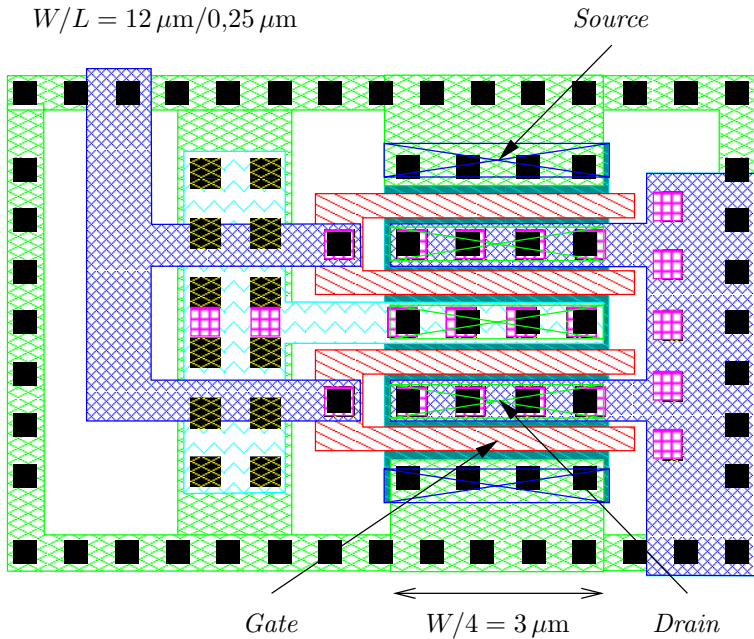 W/L = 12 μm/0,25 μm
Source
Gate
W/4 = 3 μm
Drain